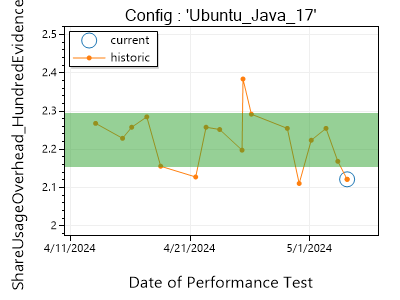 Config : 'Ubuntu_Java_17'
current
historic
2.5
2.4
2.3
2.2
2.1
2
ShareUsageOverhead_HundredEvidence
4/11/2024
4/21/2024
5/1/2024
Date of Performance Test